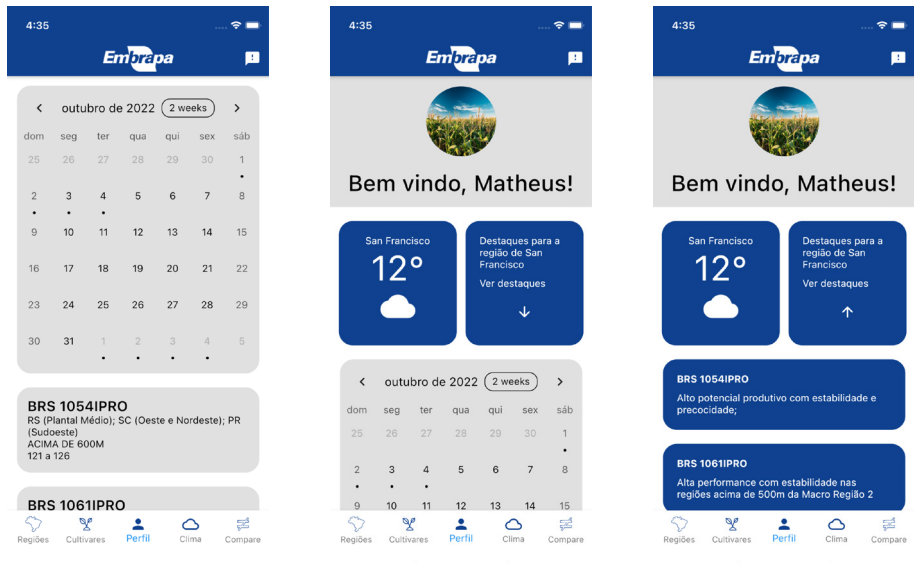 4:35
Embrapa
outubro de 2022 2 weeks
dom seg ter qua qui sex sáb
25 26 27 28 29 30 1
2 3 4 5 6 7 8
9 10 11 12 13 14 15
16 17 18 19 20 21 22
23 24 25 26 27 28 29
30 31 1 2 3 4 5
BRS 1054IPRO
RS (Plantal Médio); SC (Oeste e Nordeste); PR
(Sudoeste)
ACIMA DE 600M
121 a 126
BRS 1061IPRO
Regiões Cultivares Perfil Clima Compare
4:35
Embrapa
Bem vindo, Matheus!
San Francisco
12°
Destaques para a
região de San
Francisco
Ver destaques
outubro de 2022 2 weeks
dom seg ter qua qui sex sáb
25 26 27 28 29 30 1
2 3 4 5 6 7 8
9 10 11 12 13 14 15
Regiões Cultivares Perfil Clima Compare
4:35
Embrapa
Bem vindo, Matheus!
San Francisco
12°
Destaques para a
região de San
Francisco
Ver destaques
BRS 1054IPRO
Alto potencial produtivo com estabilidade e
precocidade;
BRS 1061IPRO
Alta performance com estabilidade nas
regiões acima de 500m da Macro Região 2
Regiões Cultivares Perfil Clima Compare